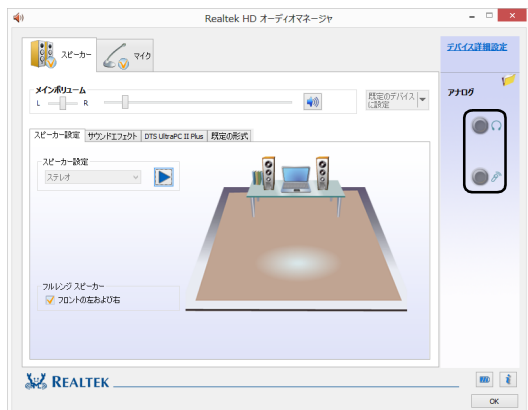 Realtek HD オーディオマネージャ
スピーカー
マイク
デバイス詳細設定
メインボリューム
L
R
既定のデバイス
に設定
アナログ
スピーカー設定
サウンドエフェクト
DTS UltraPC II Plus
既定の形式
スピーカー設定
ステレオ
フルレンジ スピーカー
フロントの左および右
REALTEK
OK